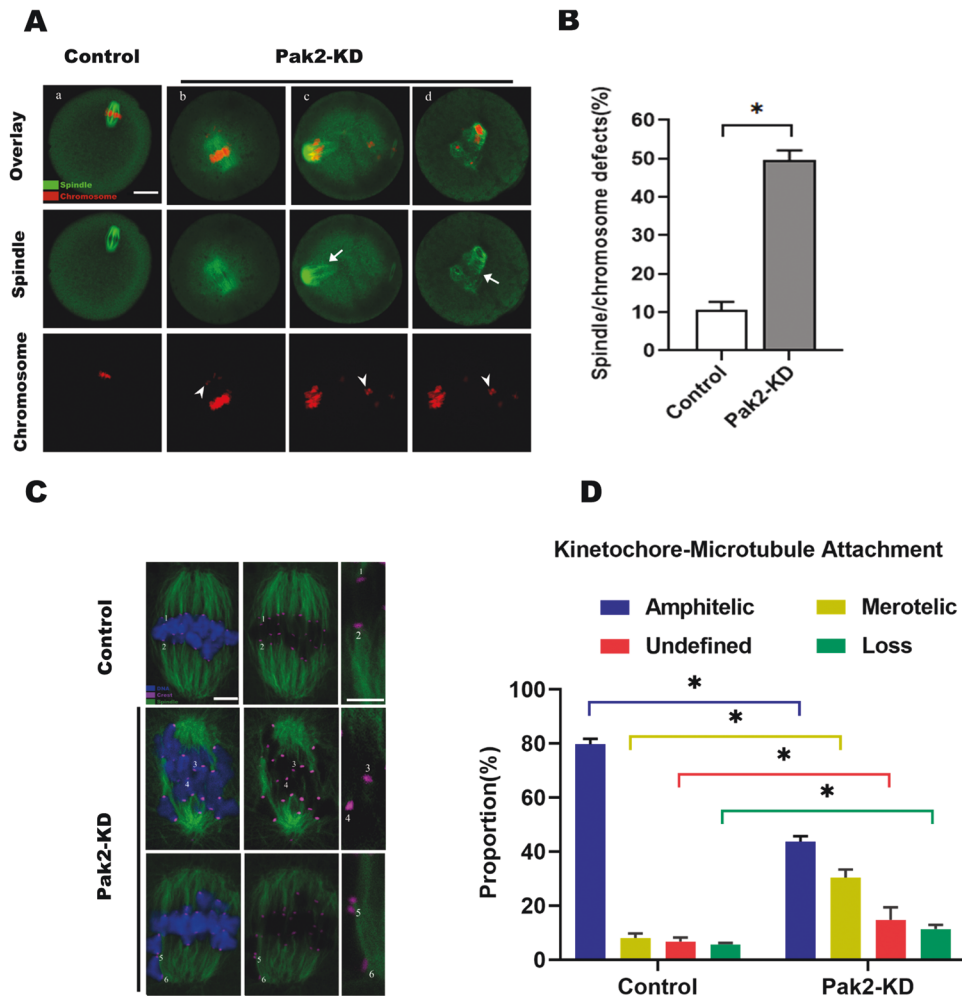 A
Control
Pak2-KD
a
b
c
d
Overlay
Spindle
Chromosome
Spindle
Chromosome
B
Spindle/chromosome defects(%)
60
50
40
30
20
10
0
*
Control
Pak2-KD
C
Control
Pak2-KD
1
2
1
2
1
2
DNA
Crest
Spindle
3
4
3
4
3
4
5
6
5
6
5
6
D
Kinetochore-Microtubule Attachment
Amphitelic
Merotelic
Undefined
Loss
Proportion(%)
100
80
60
40
20
0
*
*
*
*
Control
Pak2-KD